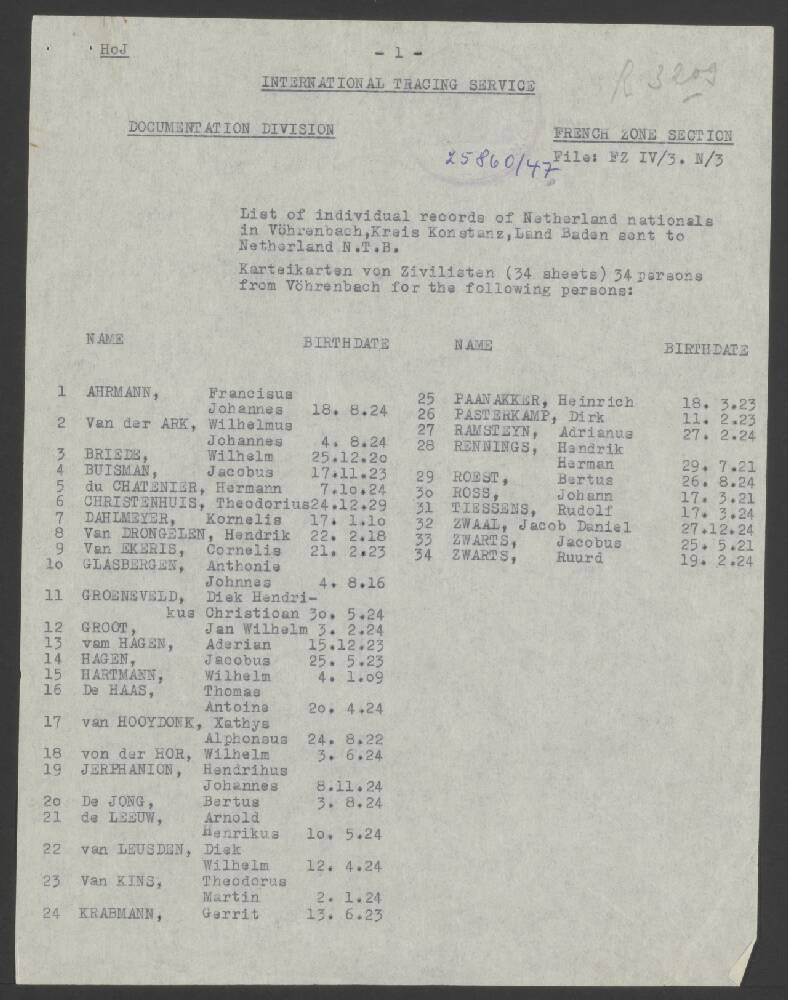 HoJ
- 1 -
R 3209
INTERNATIONAL TRACING SERVICE
DOCUMENTATION DIVISION
FRENCH ZONE SECTION
25860/47
File: FZ IV/3. N/3
List of individual records of Netherland nationals
in Vöhrenbach,Kreis Konstanz,Land Baden sent to
Netherland N.T.B.
Karteikarten von Zivilisten (34 sheets) 34 persons
from Vöhrenbach for the following persons:
NAME BIRTHDATE
1 AHRMANN, Francisus
Johannes 18. 8.24
2 Van der ARK, Wilhelmus
Johannes 4. 8.24
3 BRIEDE, Wilhelm 25.12.2o
4 BUISMAN, Jacobus 17.11.23
5 du CHATENIER, Hermann 7.1o.24
6 CHRISTENHUIS, Theodorius24.12.29
7 DAHLMEYER, Kornelis 17. 1.1o
8 Van DRONGELEN, Hendrik 22. 2.18
9 Van EKERIS, Cornelis 21. 2.23
1o GLASBERGEN, Anthonie
Johnnes 4. 8.16
11 GROENEVELD, Diek Hendri-
kus Christioan 3o. 5.24
12 GROOT, Jan Wilhelm 3. 2.24
13 vam HAGEN, Aderian 15.12.23
14 HAGEN, Jacobus 25. 5.23
15 HARTMANN, Wilhelm 4. 1.o9
16 De HAAS, Thomas
Antoine 2o. 4.24
17 van HOOYDONK, Xathys
Alphonsus 24. 8.22
18 von der HOR, Wilhelm 3. 6.24
19 JERPHANION, Hendrihus
Johannes 8.11.24
2o De JONG, Bertus 3. 8.24
21 de LEEUW, Arnold
Henrikus 1o. 5.24
22 van LEUSDEN, Diek
Wilhelm 12. 4.24
23 Van KINS, Theodorus
Martin 2. 1.24
24 KRABMANN, Gerrit 13. 6.23
NAME BIRTHDATE
25 PAANAKKER, Heinrich 18. 3.23
26 PASTERKAMP, Dirk 11. 2.23
27 RAMSTEYN, Adrianus 27. 2.24
28 RENNINGS, Hendrik
Herman 29. 7.21
29 ROEST, Bertus 26. 8.24
3o ROSS, Johann 17. 3.21
31 TIESSENS, Rudolf 17. 3.24
32 ZWAAL, Jacob Daniel 27.12.24
33 ZWARTS, Jacobus 25. 5.21
34 ZWARTS, Ruurd 19. 2.24